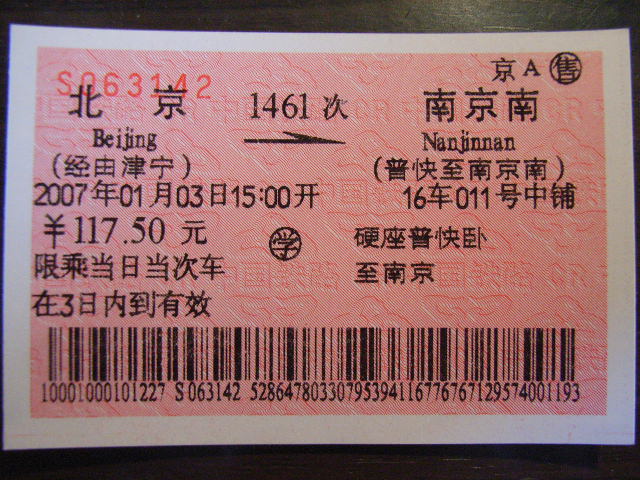 京A 售
S063142
北京 1461次 南京南
Beijing Nanjinnan
(经由津宁) (普快至南京南)
2007年01月03日15:00开 16车011号中铺
￥117.50元 学 硬座普快卧
限乘当日当次车 至南京
在3日内到有效
10001000101227 S063142 5286478033079539411677676712957400 1193